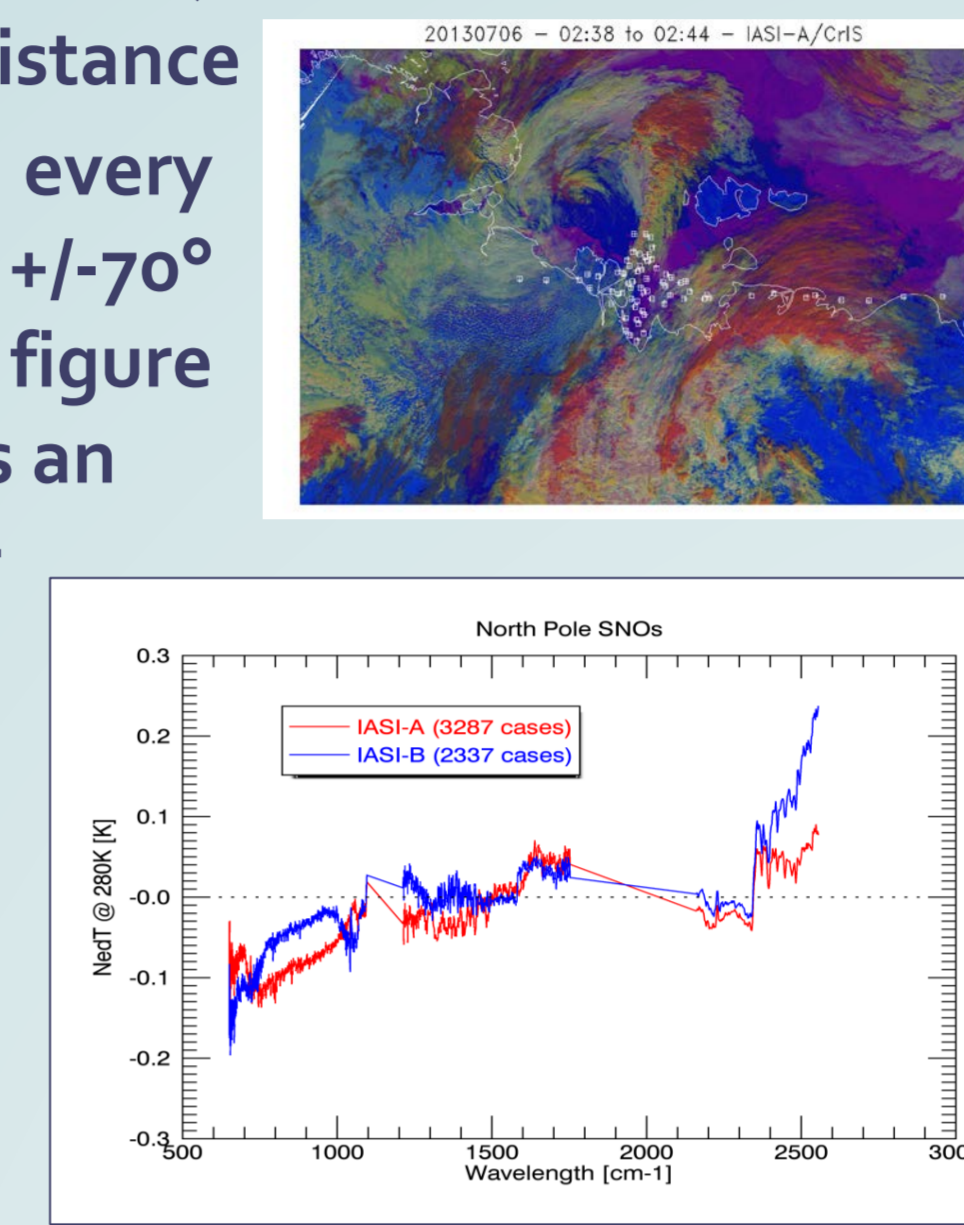 istance
every
+/-70°
figure
s an
20130706 – 02:38 to 02:44 – IASI-A/CrIS
North Pole SNOs
IASI-A (3287 cases)
IASI-B (2337 cases)
NedT @ 280K [K]
0.3
0.2
0.1
-0.0
-0.1
-0.2
-0.3
500 1000 1500 2000 2500 300
Wavelength [cm-1]